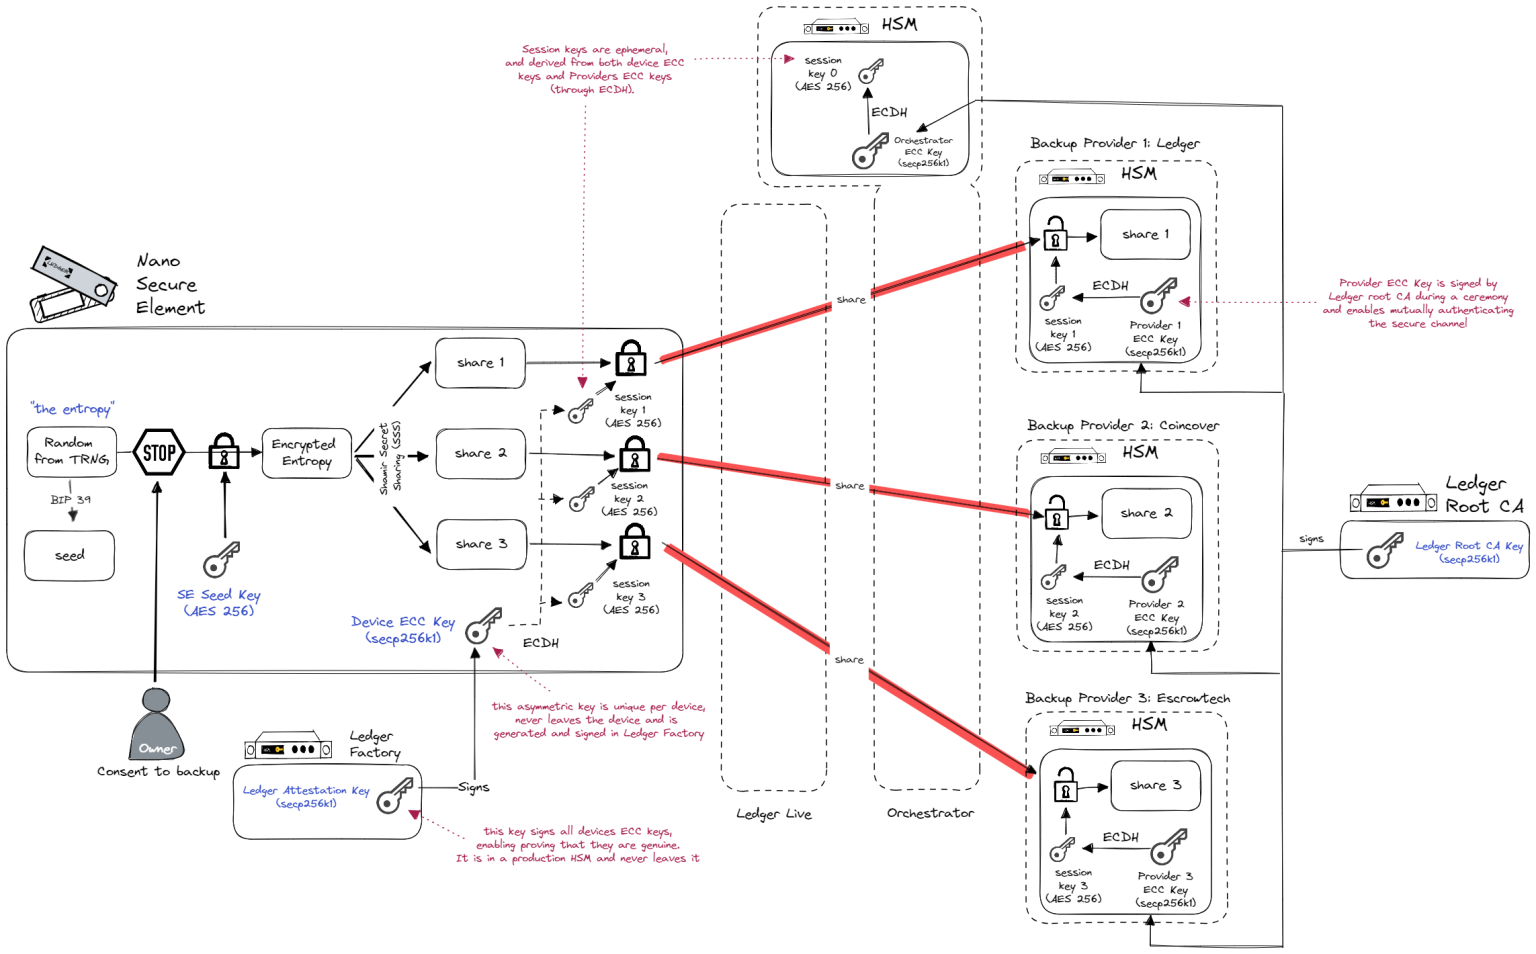 HSM
Session keys are ephemeral,
and derived from both device ECC
keys and Providers ECC keys
(through ECDH).
session
key 0
(AES 256)
ECDH
Orchestrator
ECC Key
(secp256k1)
Backup Provider 1: Ledger
HSM
share 1
ECDH
session
key 1
(AES 256)
Provider 1
ECC Key
(secp256k1)
Provider ECC Key is signed by
Ledger root CA during a ceremony
and enables mutually authenticating
the secure channel
Nano
Secure
Element
LEDGER
share
share 1
session
key 1
(AES 256)
"the entropy"
Random
from TRNG
STOP
Encrypted
Entropy
Shamir Secret
Sharing (SSS)
share 2
session
key 2
(AES 256)
share
BIP 39
seed
share 3
session
key 3
(AES 256)
SE Seed Key
(AES 256)
Device ECC Key
(secp256k1)
ECDH
share
Backup Provider 2: Coincover
HSM
share 2
ECDH
session
key 2
(AES 256)
Provider 2
ECC Key
(secp256k1)
Ledger
Root CA
signs
Ledger Root CA Key
(secp256k1)
this asymmetric key is unique per device,
never leaves the device and is
generated and signed in Ledger Factory
Owner
Consent to backup
Ledger
Factory
Ledger Attestation Key
(secp256k1)
Signs
this key signs all devices ECC keys,
enabling proving that they are genuine.
It is in a production HSM and never leaves it
Ledger Live
Orchestrator
Backup Provider 3: Escrowtech
HSM
share 3
ECDH
session
key 3
(AES 256)
Provider 3
ECC Key
(secp256k1)